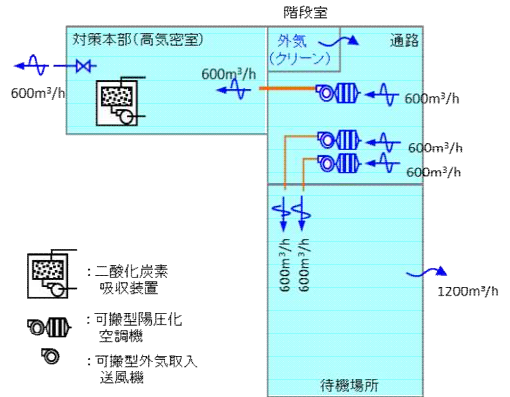 階段室
対策本部(高気密室)
外気
(クリーン)
通路
600m³/h
600m³/h
600m³/h
600m³/h
600m³/h
600m³/h
600m³/h
1200m³/h
:二酸化炭素
吸収装置
:可搬型陽圧化
空調機
:可搬型外気取入
送風機
待機場所